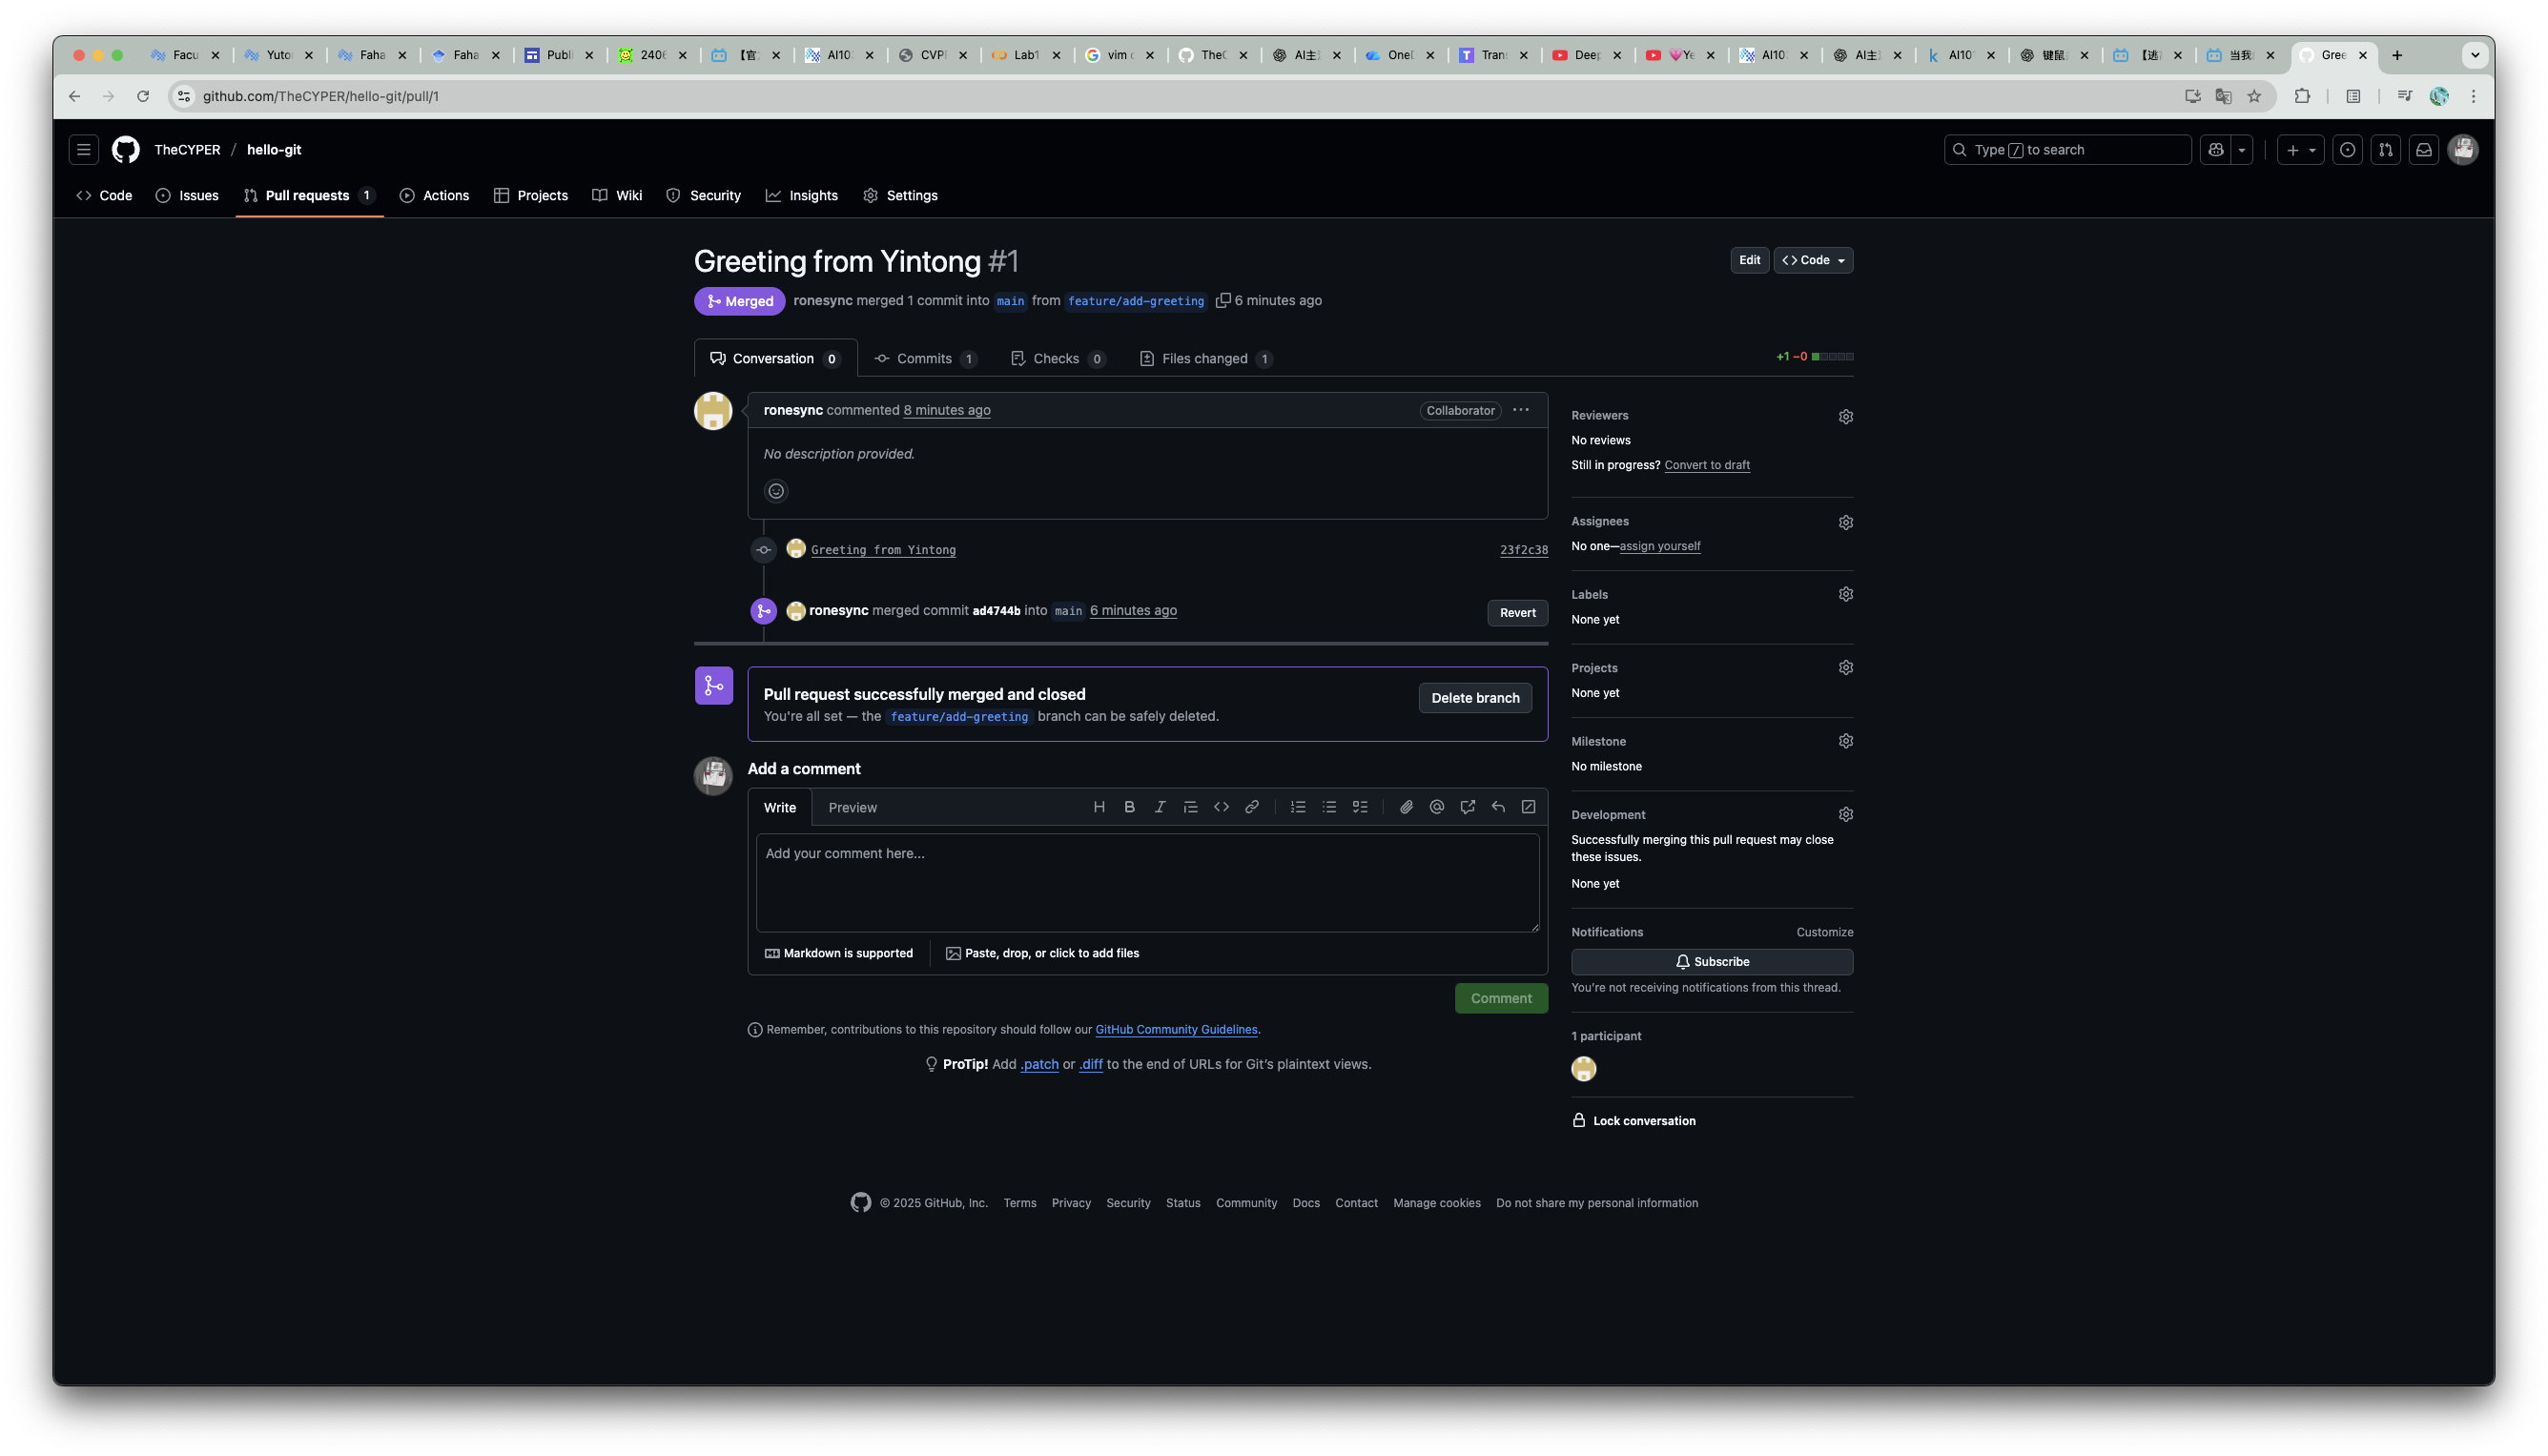 Facu
Yuto
Faha
Faha
Publi
240
【官
AI10
CVPI
Lab1
vim c
TheC
AI主
OneD
Tran
Deep
Ye
AI10
AI主
AI10
键鼠
【逃
当我
Gree
github.com/TheCYPER/hello-git/pull/1
TheCYPER / hello-git
Type / to search
Code
Issues
Pull requests 1
Actions
Projects
Wiki
Security
Insights
Settings
Greeting from Yintong #1
Edit
Code
Merged
ronesync merged 1 commit into main from feature/add-greeting 6 minutes ago
Conversation 0
Commits 1
Checks 0
Files changed 1
+1 −0
ronesync commented 8 minutes ago
Collaborator
No description provided.
Greeting from Yintong
23f2c38
ronesync merged commit ad4744b into main 6 minutes ago
Revert
Pull request successfully merged and closed
You're all set — the feature/add-greeting branch can be safely deleted.
Delete branch
Add a comment
Write
Preview
Add your comment here...
Markdown is supported
Paste, drop, or click to add files
Comment
Remember, contributions to this repository should follow our GitHub Community Guidelines.
ProTip! Add .patch or .diff to the end of URLs for Git's plaintext views.
Reviewers
No reviews
Still in progress? Convert to draft
Assignees
No one—assign yourself
Labels
None yet
Projects
None yet
Milestone
No milestone
Development
Successfully merging this pull request may close
these issues.
None yet
Notifications
Customize
Subscribe
You're not receiving notifications from this thread.
1 participant
Lock conversation
© 2025 GitHub, Inc.
Terms
Privacy
Security
Status
Community
Docs
Contact
Manage cookies
Do not share my personal information